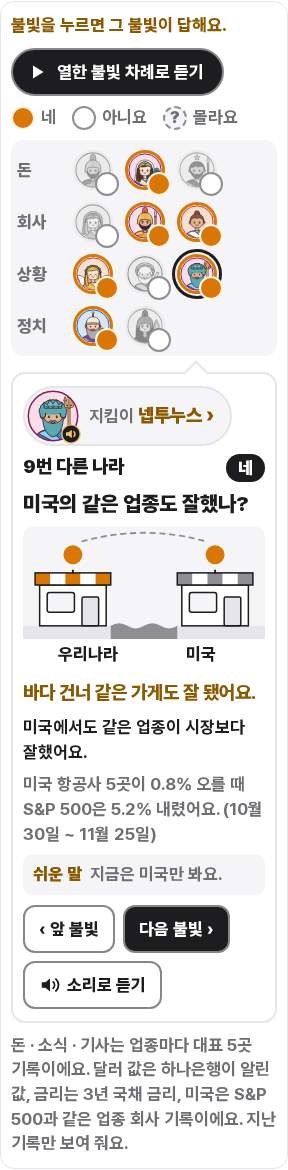 불빛을 누르면 그 불빛이 답해요.
열한 불빛 차례로 듣기
네 아니요 ? 몰라요
돈
회사
상황
정치
지킴이 넵투누스 ›
9번 다른 나라 네
미국의 같은 업종도 잘했나?
우리나라 미국
바다 건너 같은 가게도 잘 됐어요.
미국에서도 같은 업종이 시장보다
잘했어요.
미국 항공사 5곳이 0.8% 오를 때
S&P 500은 5.2% 내렸어요. (10월
30일 ~ 11월 25일)
쉬운 말 지금은 미국만 봐요.
‹ 앞 불빛 다음 불빛 ›
소리로 듣기
돈 · 소식 · 기사는 업종마다 대표 5곳
기록이에요. 달러 값은 하나은행이 알린
값, 금리는 3년 국채 금리, 미국은 S&P
500과 같은 업종 회사 기록이에요. 지난
기록만 보여 줘요.